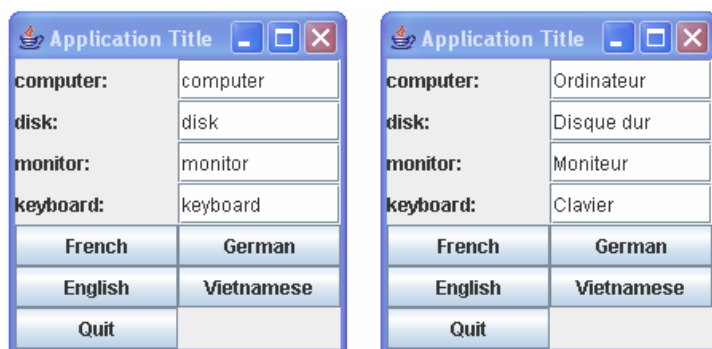 Application Title
computer: computer
disk: disk
monitor: monitor
keyboard: keyboard
French German
English Vietnamese
Quit
Application Title
computer: Ordinateur
disk: Disque dur
monitor: Moniteur
keyboard: Clavier
French German
English Vietnamese
Quit